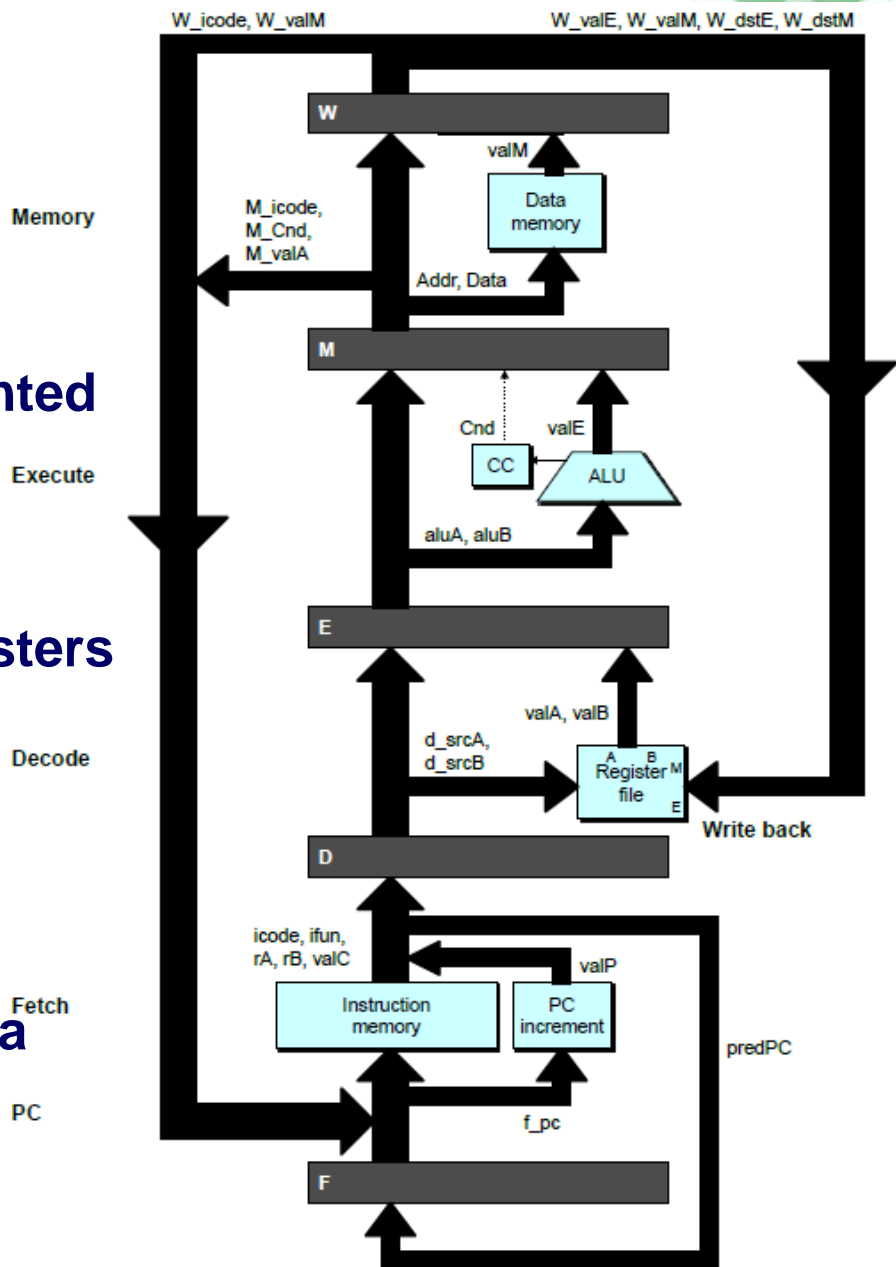 W_icode, W_valM
W_valE, W_valM, W_dstE, W_dstM
W
valM
Memory
Data
memory
M_icode,
M_Cnd,
M_valA
Addr, Data
M
nted
Cnd
valE
Execute
CC
ALU
aluA, aluB
E
sters
valA, valB
Decode
d_srcA,
d_srcB
A B
Register M
file
E
Write back
D
icode, ifun,
rA, rB, valC
valP
Fetch
Instruction
memory
PC
increment
a
predPC
PC
f_pc
F